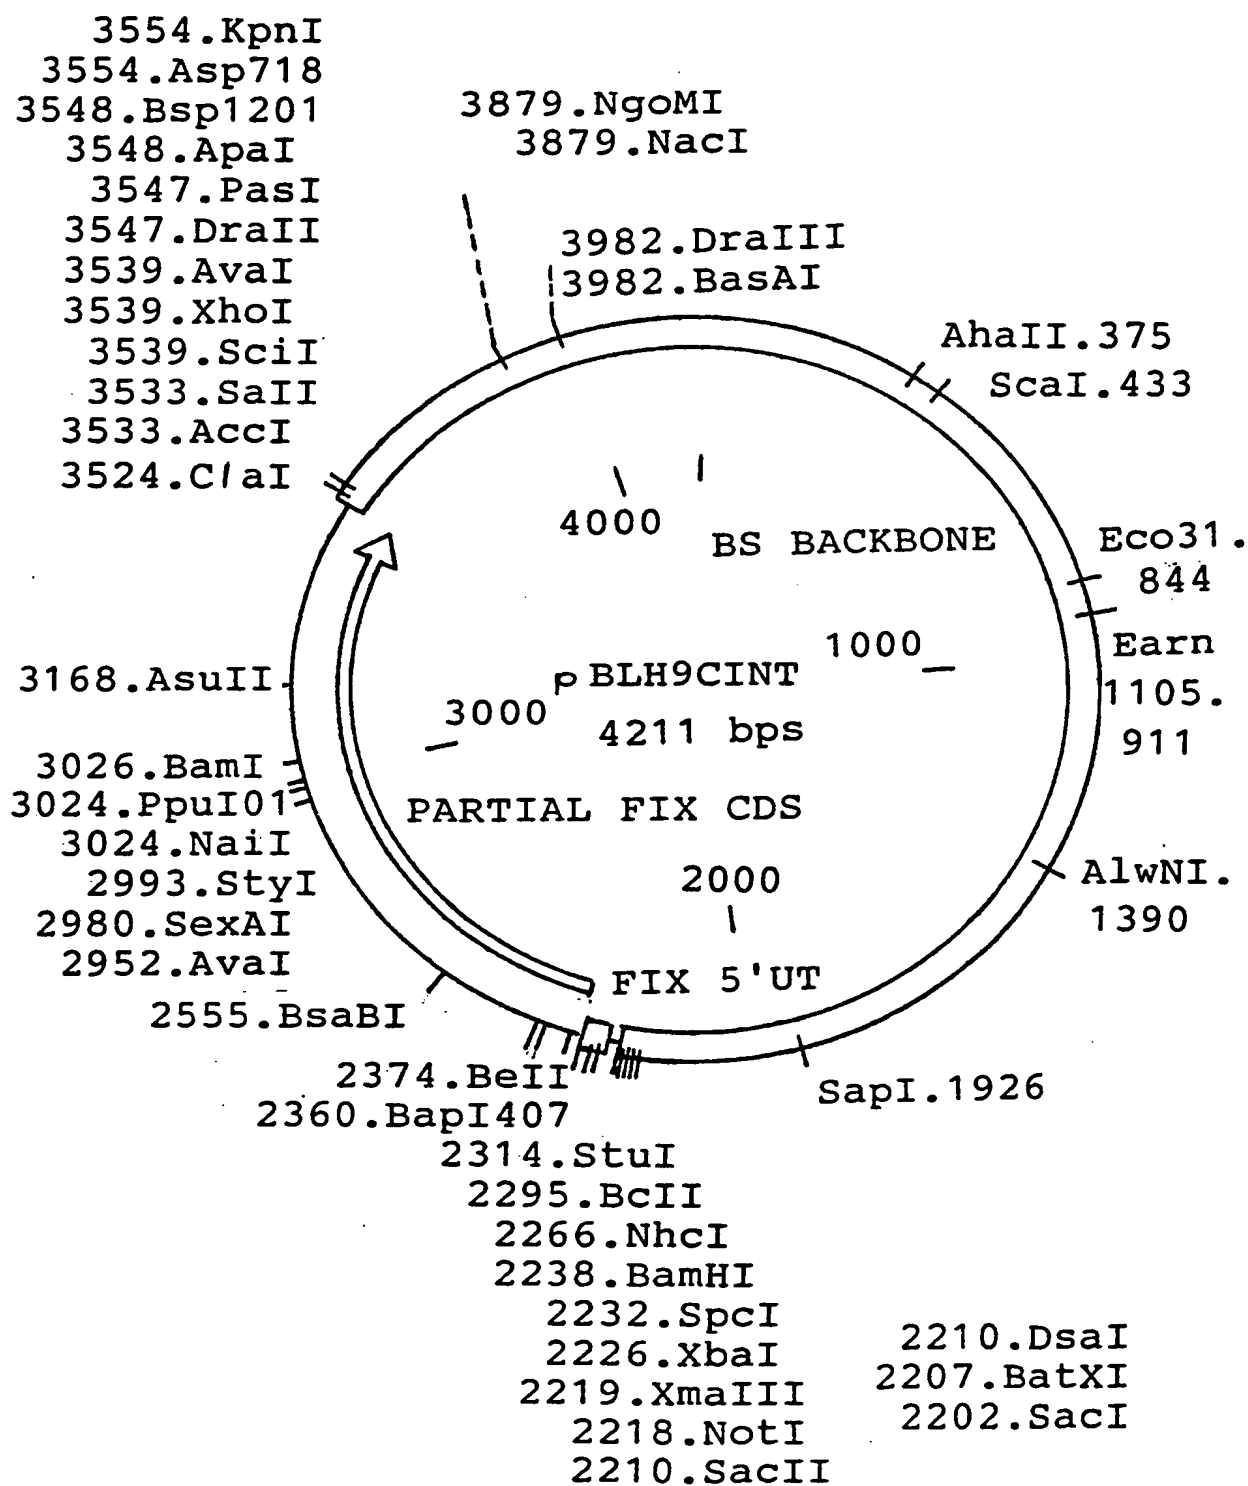 3554.KpnI
3554.Asp718
3548.Bsp1201
3548.ApaI
3547.PasI
3547.DraII
3539.AvaI
3539.XhoI
3539.SciI
3533.SaII
3533.AccI
3524.ClaI
3879.NgoMI
3879.NacI
3982.DraIII
3982.BasAI
AhaII.375
ScaI.433
4000
BS BACKBONE
Eco31.
844
1000
Earn
1105.
911
3168.AsuII
pBLH9CINT
3000
4211 bps
3026.BamI
3024.PpuI01
3024.NaiI
2993.StyI
2980.SexAI
2952.AvaI
PARTIAL FIX CDS
2000
AlwNI.
1390
FIX 5'UT
2555.BsaBI
2374.BeII
2360.BapI407
SapI.1926
2314.StuI
2295.BcII
2266.NhcI
2238.BamHI
2232.SpcI
2226.XbaI
2219.XmaIII
2218.NotI
2210.SacII
2210.DsaI
2207.BatXI
2202.SacI